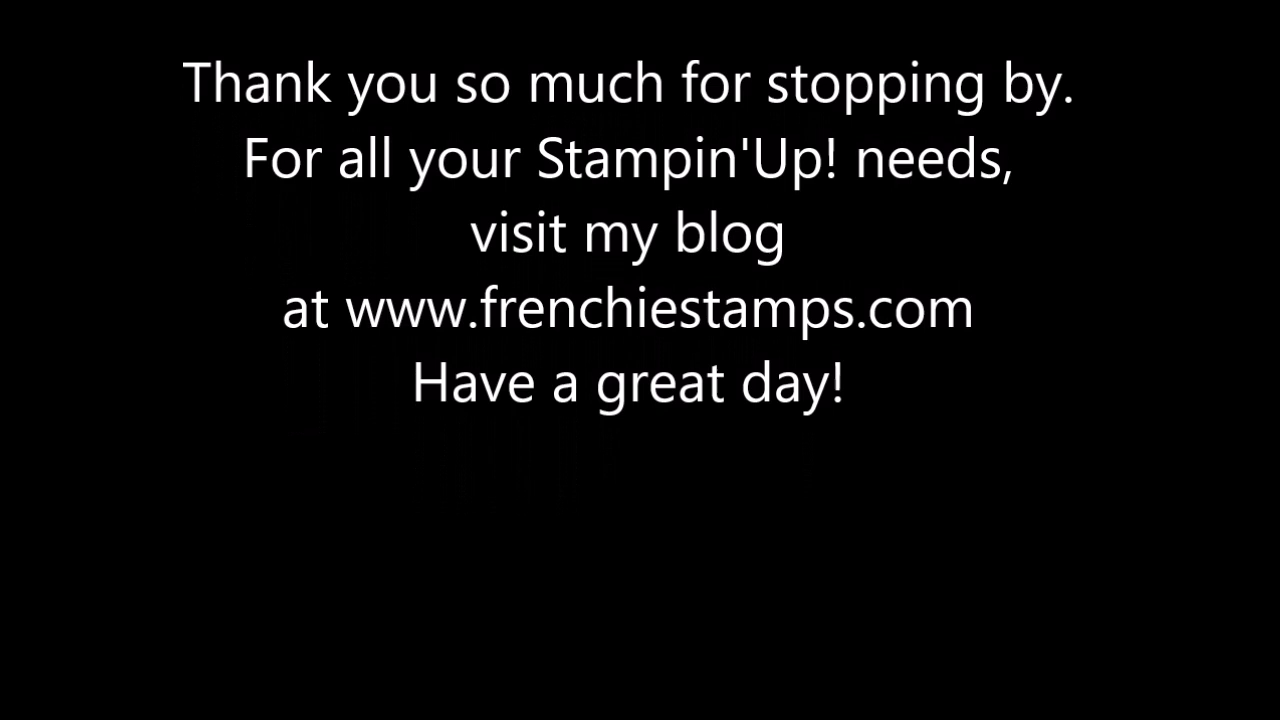 Thank you so much for stopping by.
For all your Stampin'Up! needs,
visit my blog
at www.frenchiestamps.com
Have a great day!